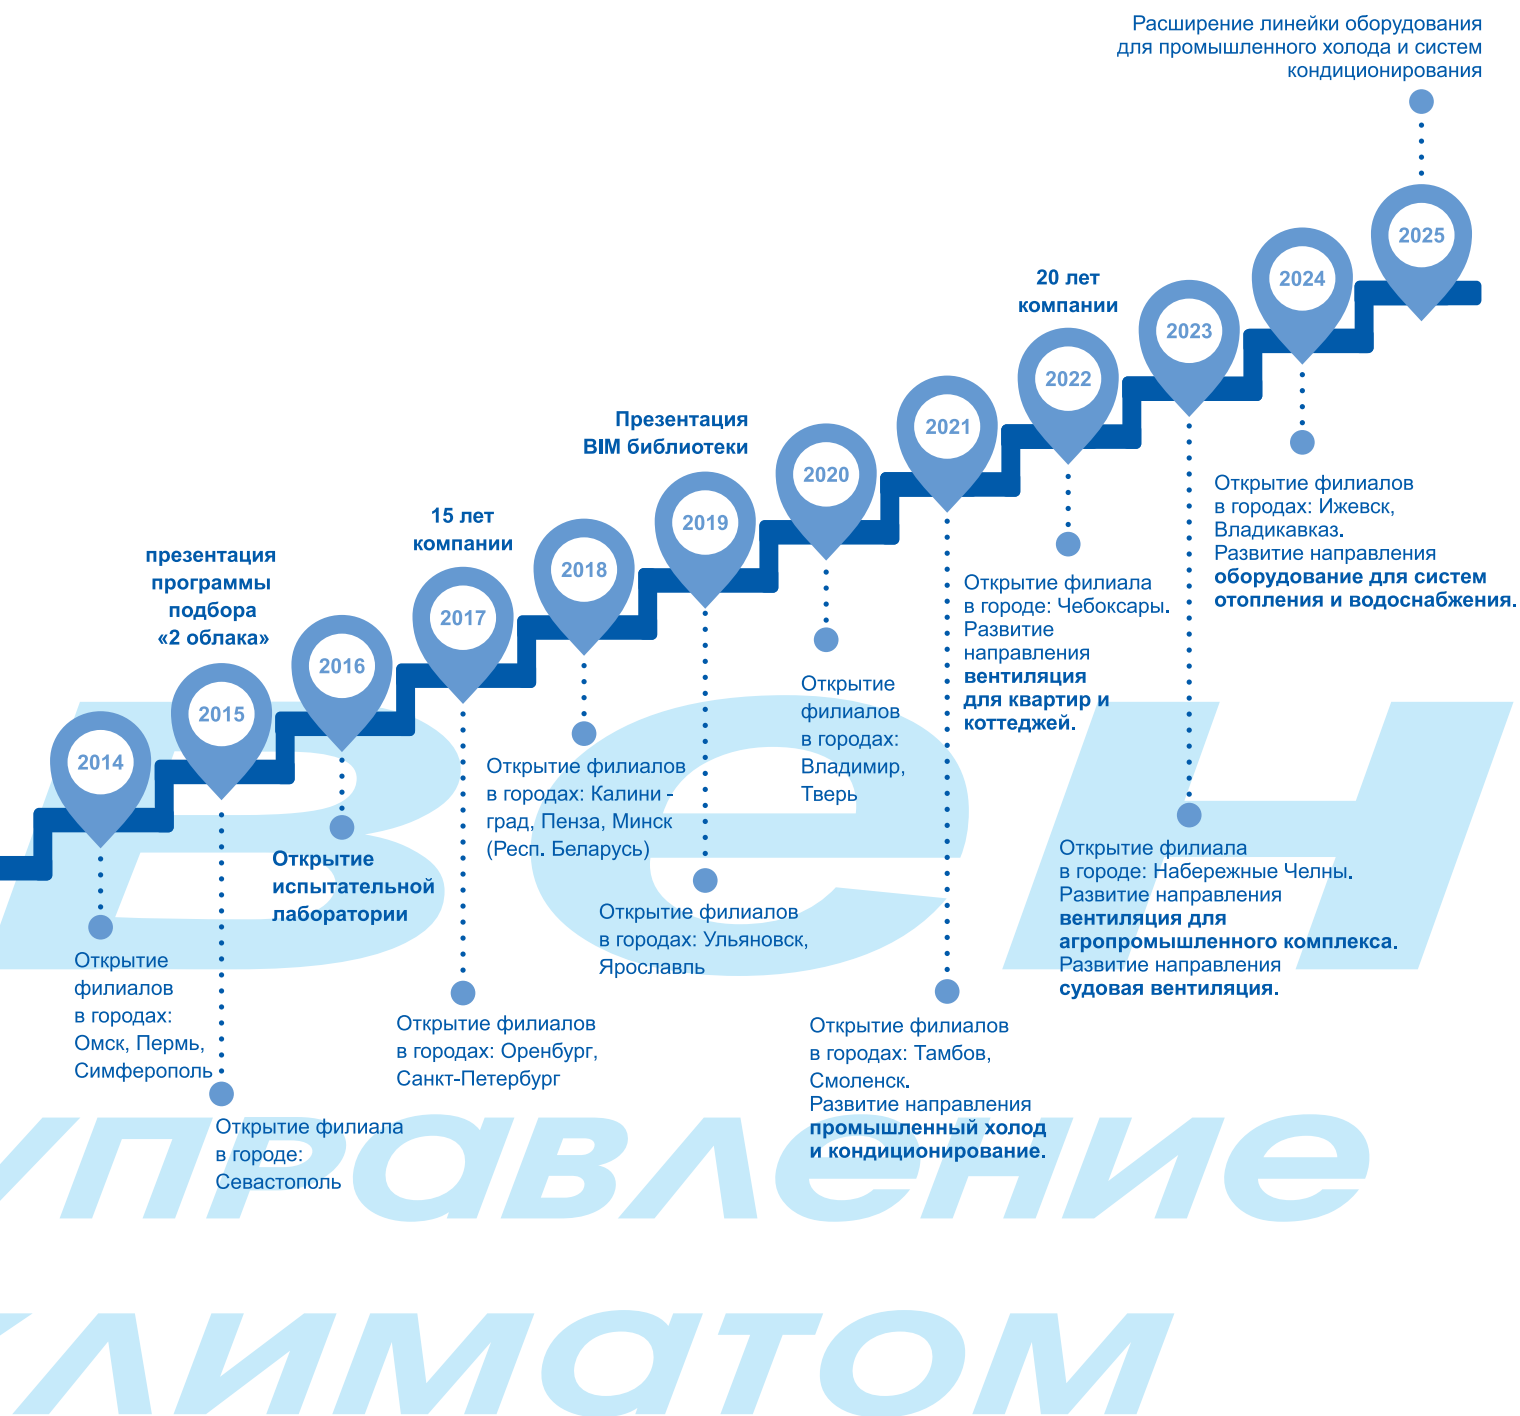 Расширение линейки оборудования
для промышленного холода и систем
кондиционирования
2025
2024
20 лет
компании
2023
2022
Презентация
BIM библиотеки
2021
2020
Открытие филиалов
в городах: Ижевск,
Владикавказ.
Развитие направления
оборудование для систем
отопления и водоснабжения.
15 лет
компании
2019
2018
презентация
программы
подбора
«2 облака»
2017
2016
2015
2014
Открытие филиала
в городе: Чебоксары.
Развитие
направления
вентиляция
для квартир и
коттеджей.
Открытие
филиалов
в городах:
Владимир,
Тверь
Открытие филиалов
в городах: Калини -
град, Пенза, Минск
(Респ. Беларусь)
Открытие
испытательной
лаборатории
Открытие филиалов
в городах: Ульяновск,
Ярославль
Открытие филиала
в городе: Набережные Челны.
Развитие направления
вентиляция для
агропромышленного комплекса.
Развитие направления
судовая вентиляция.
Открытие
филиалов
в городах:
Омск, Пермь,
Симферополь
Открытие филиалов
в городах: Оренбург,
Санкт-Петербург
Открытие филиалов
в городах: Тамбов,
Смоленск.
Развитие направления
промышленный холод
и кондиционирование.
Открытие филиала
в городе:
Севастополь
Вен
управление
климатом